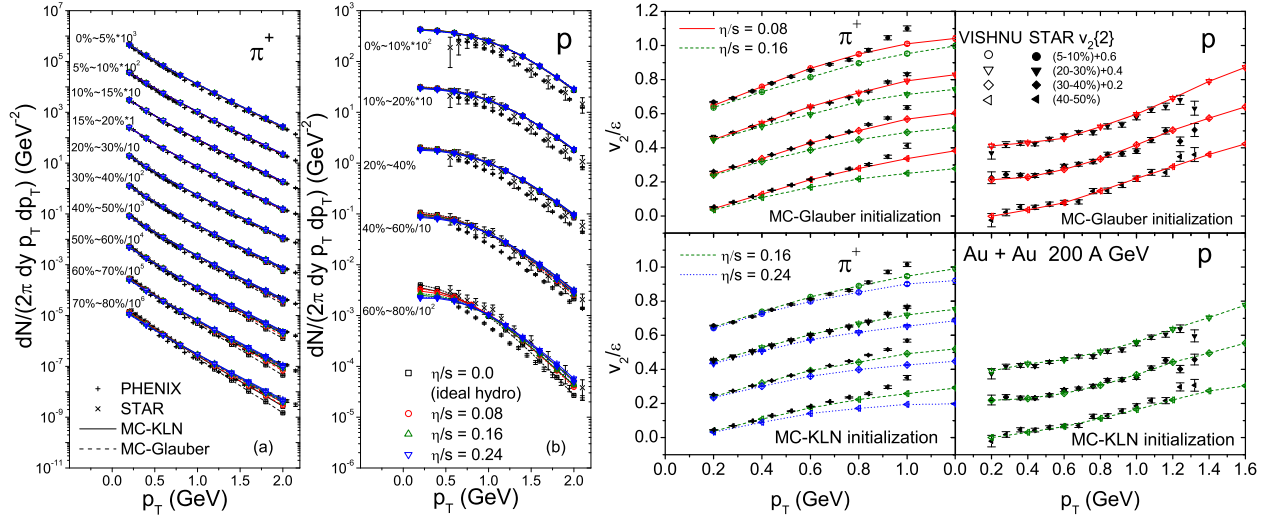 dN/(2π dy p_T dp_T) (GeV^-2)
10^7
10^5
10^3
10^1
10^-1
10^-3
10^-5
10^-7
10^-9
10^-11
π^+
0%~5%*10^3
5%~10%*10^2
10%~15%*10
15%~20%*1
20%~30%/10
30%~40%/10^2
40%~50%/10^3
50%~60%/10^4
60%~70%/10^5
70%~80%/10^6
PHENIX
STAR
MC-KLN
MC-Glauber
(a)
0.0 0.5 1.0 1.5 2.0
p_T (GeV)
dN/(2π dy p_T dp_T) (GeV^-2)
10^3
10^2
10^1
10^0
10^-1
10^-2
10^-3
10^-4
10^-5
10^-6
p
0%~10%*10^2
10%~20%*10
20%~40%
40%~60%/10
60%~80%/10^2
η/s = 0.0
(ideal hydro)
η/s = 0.08
η/s = 0.16
η/s = 0.24
(b)
0.0 0.5 1.0 1.5 2.0
p_T (GeV)
v_2/ε
1.2
1.0
0.8
0.6
0.4
0.2
0.0
η/s = 0.08
η/s = 0.16
π^+
MC-Glauber initialization
VISHNU STAR v_2{2}
(5-10%)+0.6
(20-30%)+0.4
(30-40%)+0.2
(40-50%)
p
MC-Glauber initialization
v_2/ε
1.0
0.8
0.6
0.4
0.2
0.0
η/s = 0.16
η/s = 0.24
π^+
MC-KLN initialization
Au + Au 200 A GeV
p
MC-KLN initialization
0.0 0.2 0.4 0.6 0.8 1.0 0.0 0.2 0.4 0.6 0.8 1.0 1.2 1.4 1.6
p_T (GeV)
p_T (GeV)